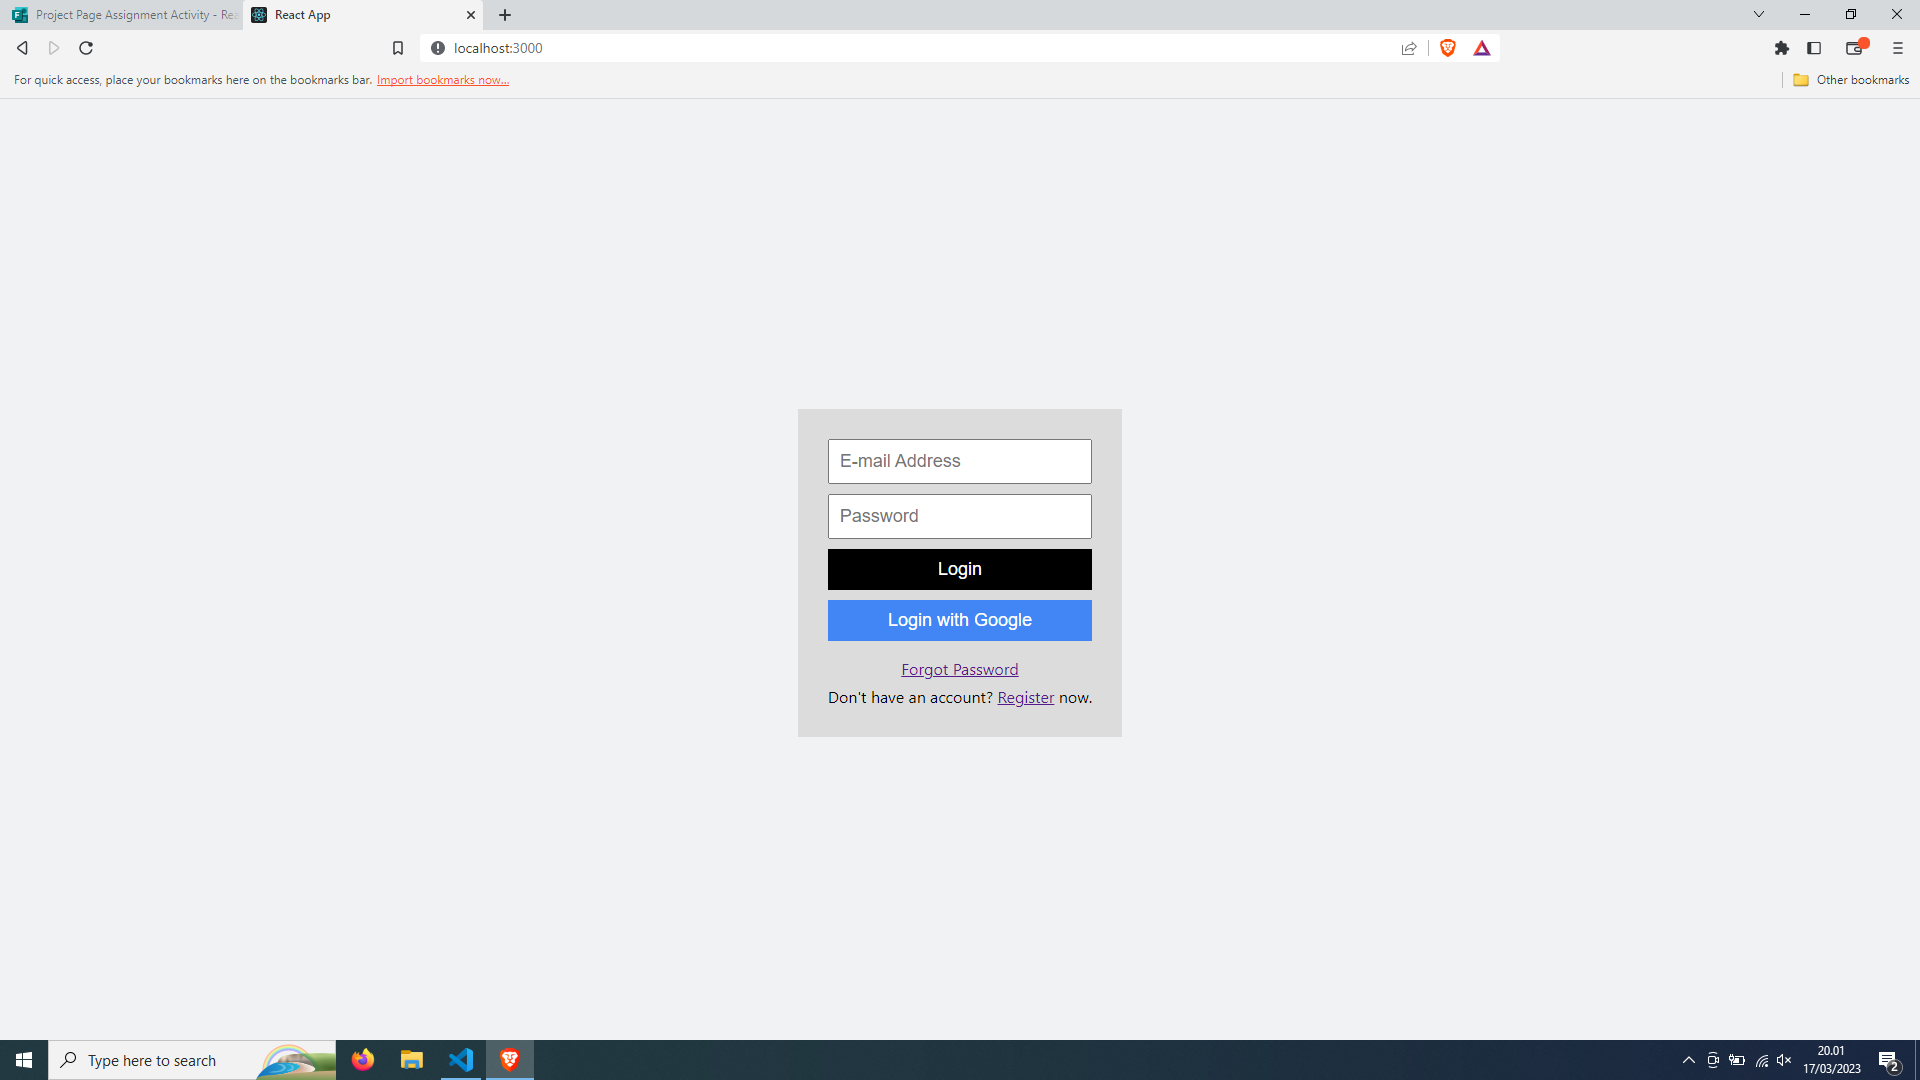 Project Page Assignment Activity - Rea
React App
localhost:3000
For quick access, place your bookmarks here on the bookmarks bar. Import bookmarks now...
Other bookmarks
E-mail Address
Password
Login
Login with Google
Forgot Password
Don't have an account? Register now.
Type here to search
20.01
17/03/2023
2